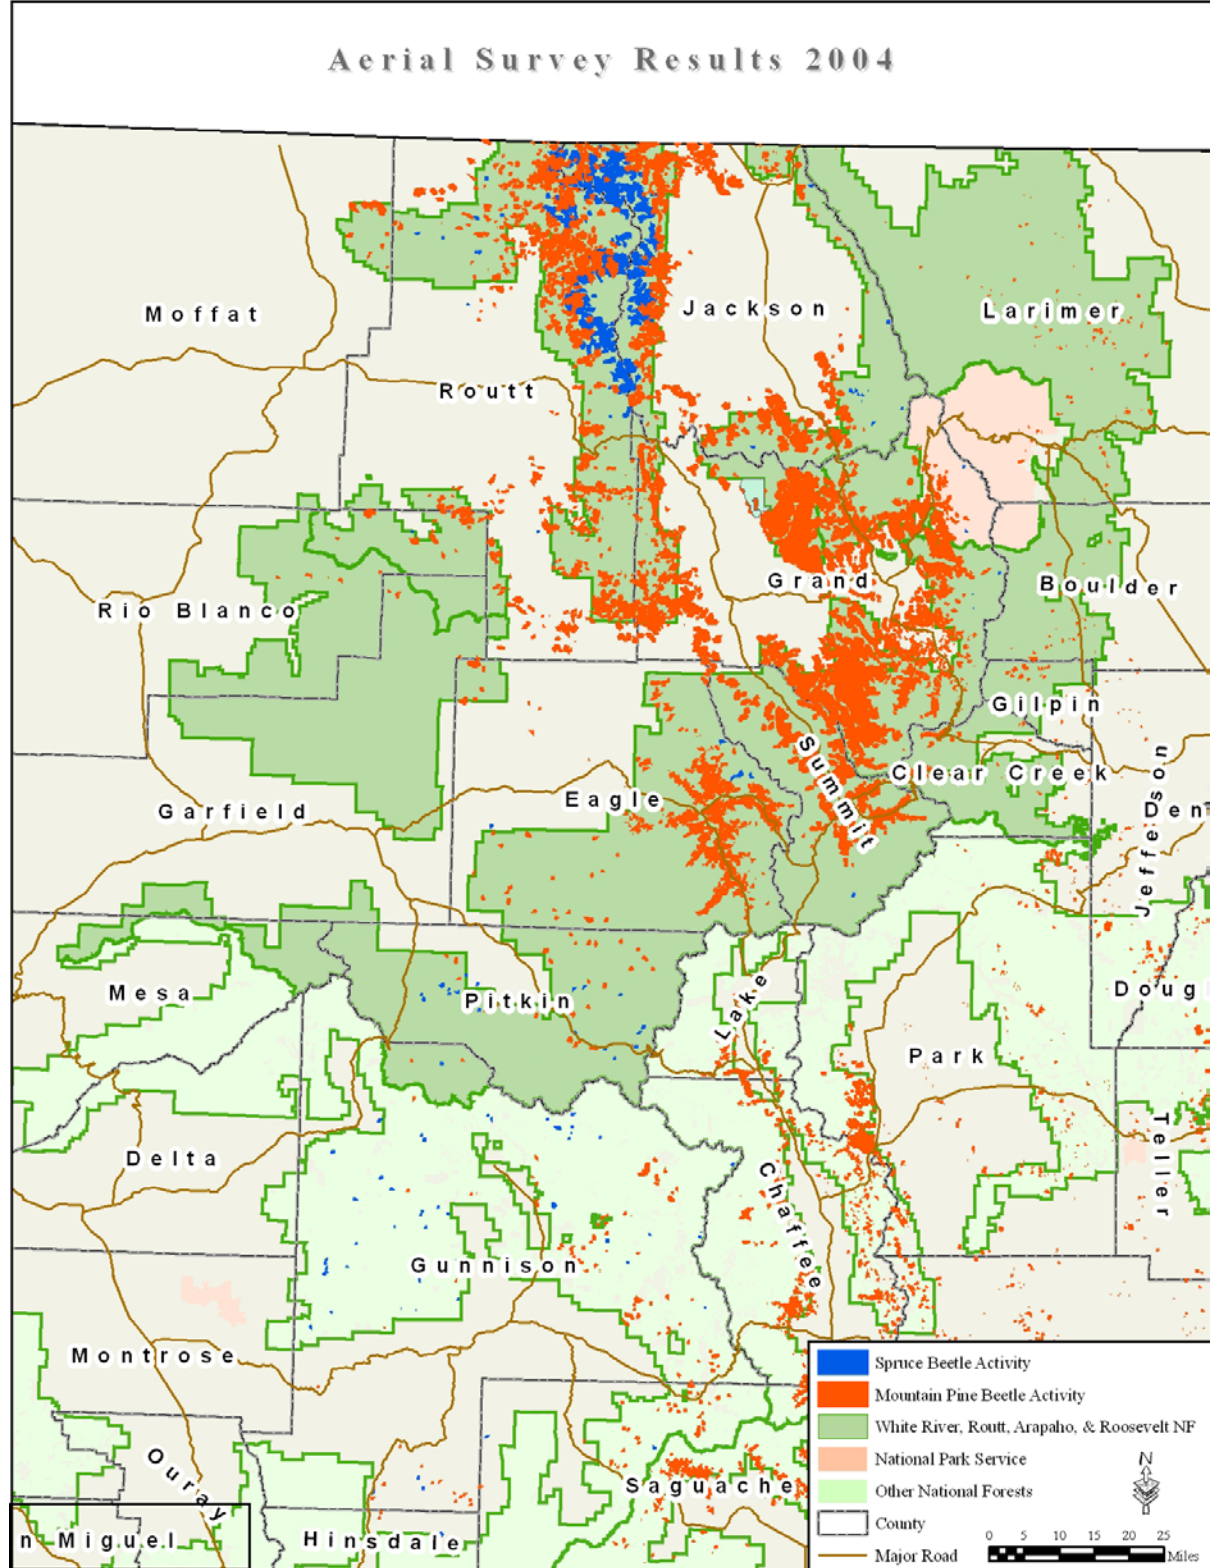 Aerial Survey Results 2004
Moffat
Jackson
Larimer
Routt
Grand
Boulder
Rio Blanco
Gilpin
Summit
Clear Creek
Eagle
Garfield
Jefferson
Den
Mesa
Pitkin
Lake
Doug
Park
Delta
Teller
Chaffee
Gunnison
Montrose
Ouray
Saguache
n Miguel
Hinsdale
Spruce Beetle Activity
Mountain Pine Beetle Activity
White River, Routt, Arapaho, & Roosevelt NF
National Park Service
Other National Forests
County
Major Road
N
0 5 10 15 20 25
Miles